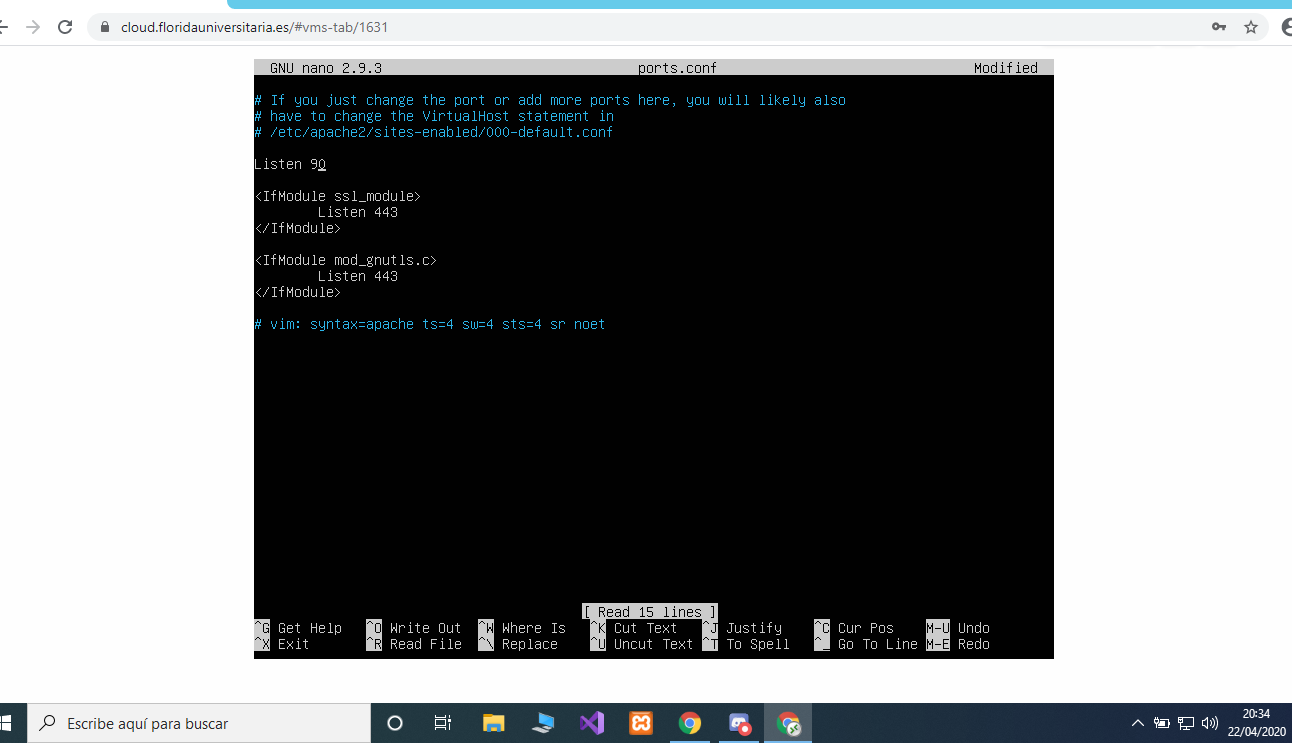 cloud.floridauniversitaria.es/#vms-tab/1631
GNU nano 2.9.3 ports.conf Modified
# If you just change the port or add more ports here, you will likely also
# have to change the VirtualHost statement in
# /etc/apache2/sites-enabled/000-default.conf
Listen 90
<IfModule ssl_module>
Listen 443
</IfModule>
<IfModule mod_gnutls.c>
Listen 443
</IfModule>
# vim: syntax=apache ts=4 sw=4 sts=4 sr noet
[ Read 15 lines ]
^G Get Help ^O Write Out ^W Where Is ^K Cut Text ^J Justify ^C Cur Pos M-U Undo
^X Exit ^R Read File ^\ Replace ^U Uncut Text ^T To Spell ^_ Go To Line M-E Redo
Escribe aquí para buscar
20:34
22/04/2020